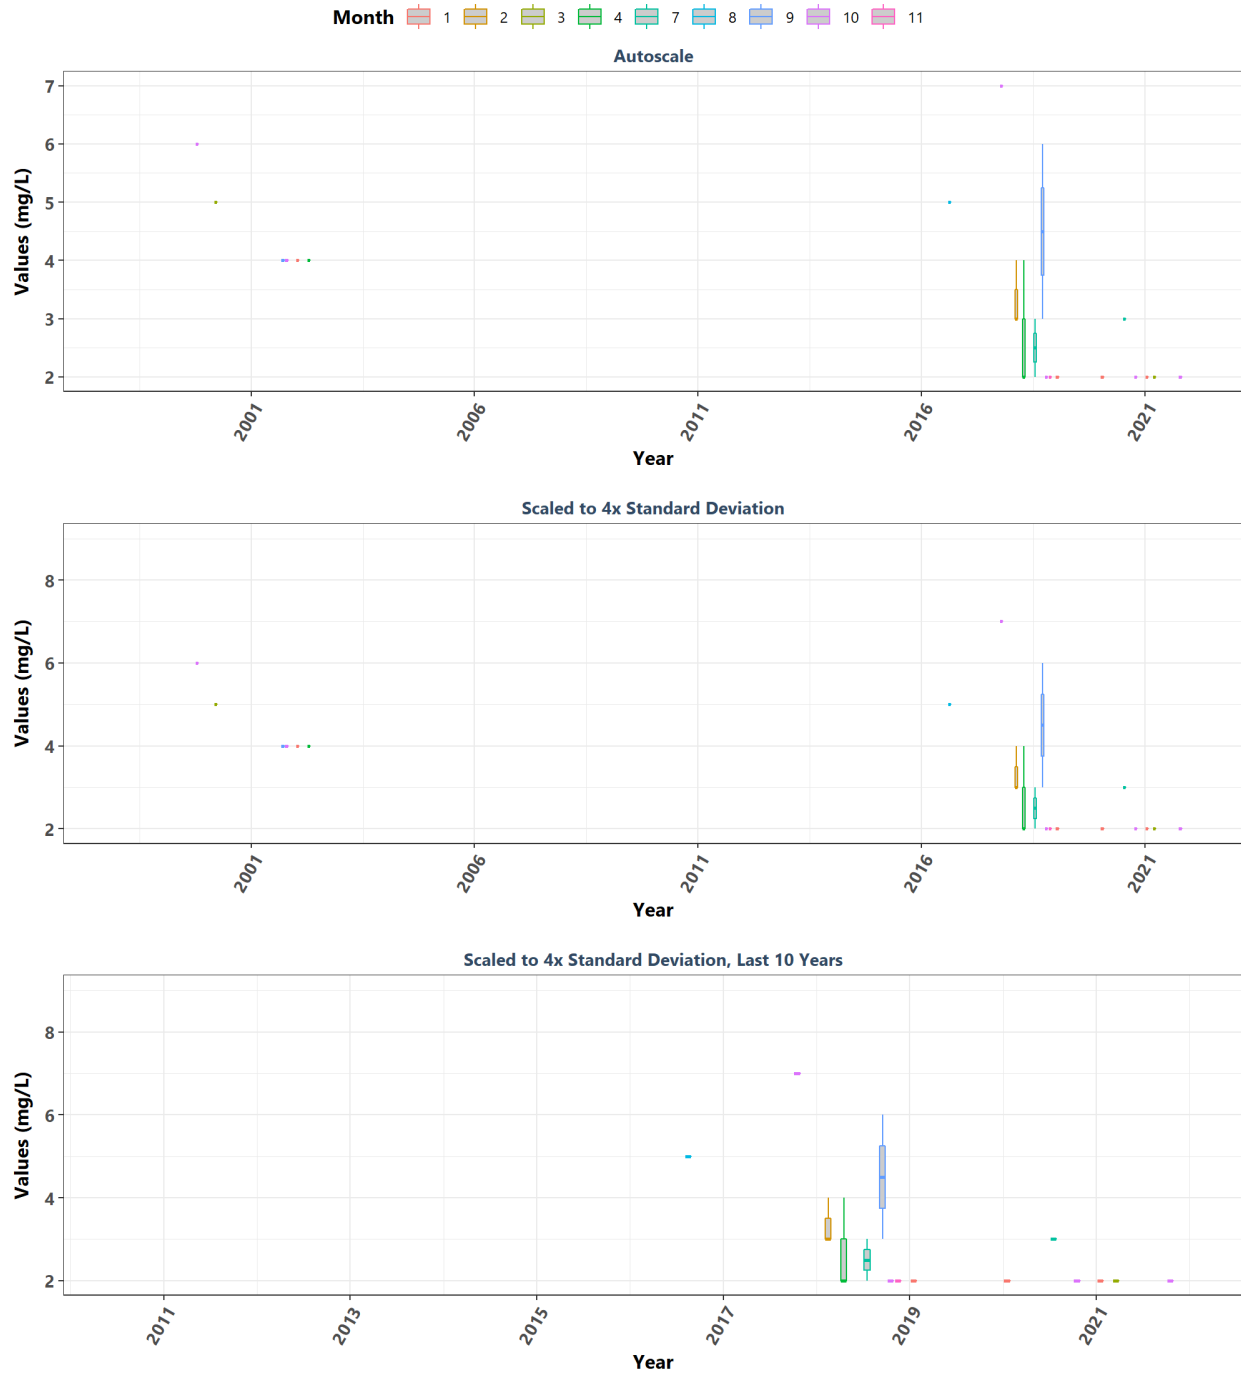 Month 1 2 3 4 7 8 9 10 11
Autoscale
Values (mg/L)
7
6
5
4
3
2
2001 2006 2011 2016 2021
Year
Scaled to 4x Standard Deviation
Values (mg/L)
8
6
4
2
2001 2006 2011 2016 2021
Year
Scaled to 4x Standard Deviation, Last 10 Years
Values (mg/L)
8
6
4
2
2011 2013 2015 2017 2019 2021
Year